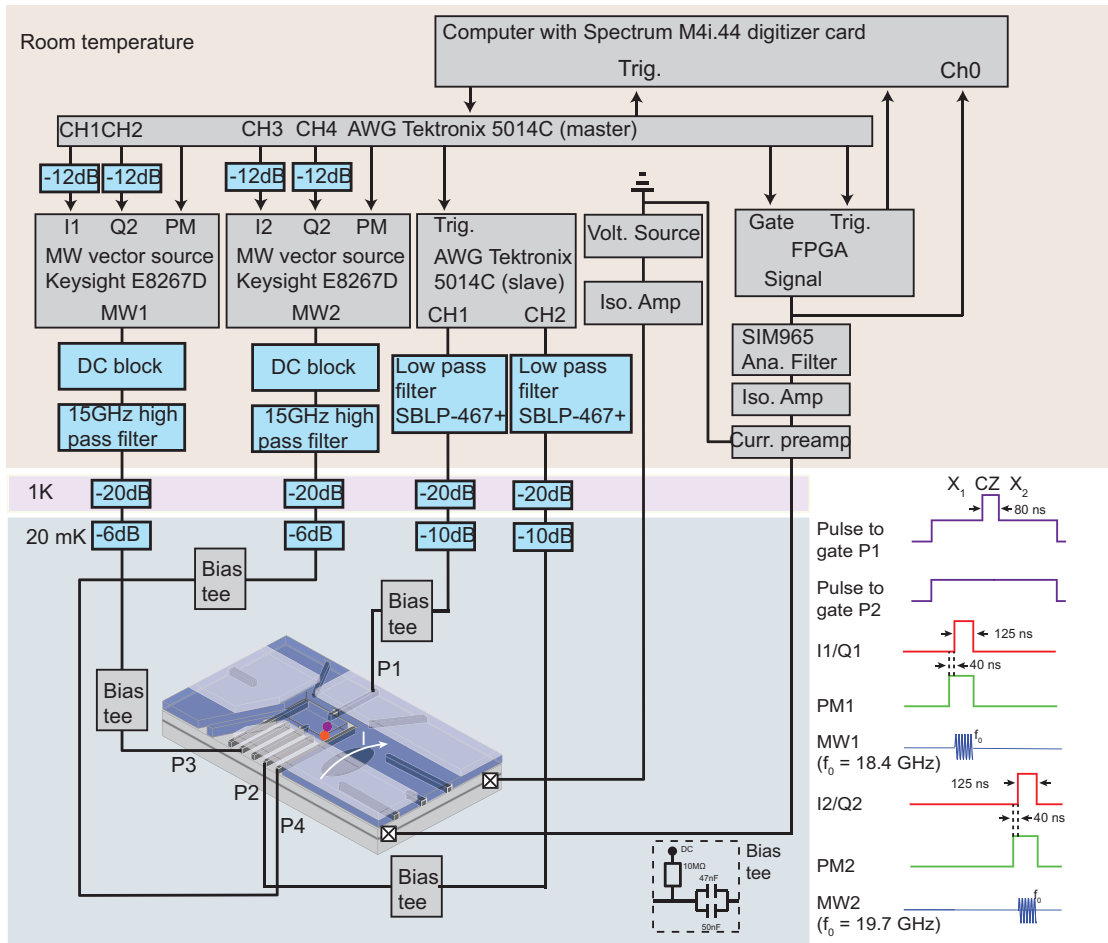 Room temperature
Computer with Spectrum M4i.44 digitizer card
Trig.
Ch0
CH1CH2
CH3
CH4
AWG Tektronix 5014C (master)
-12dB
-12dB
-12dB
-12dB
I1
Q2
PM
MW vector source
Keysight E8267D
MW1
I2
Q2
PM
MW vector source
Keysight E8267D
MW2
Trig.
AWG Tektronix
5014C (slave)
CH1
CH2
Volt. Source
Iso. Amp
Gate
Trig.
FPGA
Signal
SIM965
Ana. Filter
Iso. Amp
Curr. preamp
DC block
DC block
15GHz high
pass filter
15GHz high
pass filter
Low pass
filter
SBLP-467+
Low pass
filter
SBLP-467+
1K
-20dB
-20dB
-20dB
-20dB
20 mK
-6dB
-6dB
-10dB
-10dB
Bias
tee
Bias
tee
Bias
tee
Bias
tee
P1
P3
P2
P4
I
DC
10MΩ
47nF
50nF
Bias
tee
X1 CZ X2
80 ns
Pulse to
gate P1
Pulse to
gate P2
I1/Q1
125 ns
40 ns
PM1
MW1
f0
(f0 = 18.4 GHz)
I2/Q2
125 ns
40 ns
PM2
MW2
f0
(f0 = 19.7 GHz)